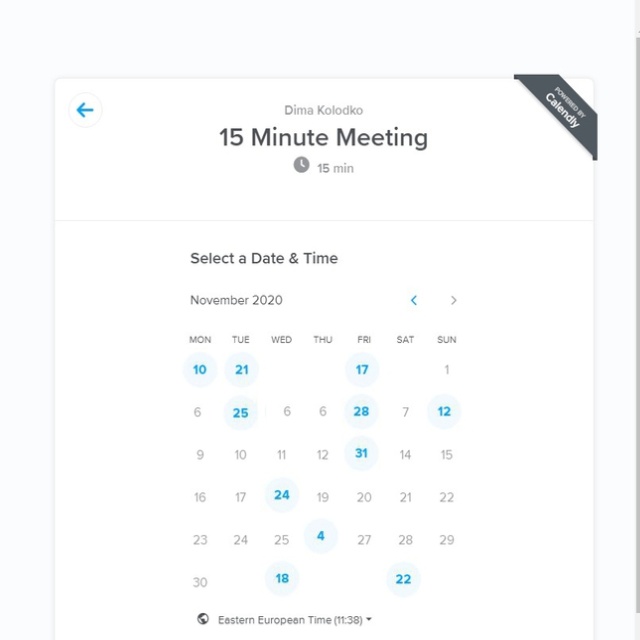 POWERED BY
Calendly
Dima Kolodko
15 Minute Meeting
15 min
Select a Date & Time
November 2020
MON TUE WED THU FRI SAT SUN
10 21 17 1
6 25 6 6 28 7 12
9 10 11 12 31 14 15
16 17 24 19 20 21 22
23 24 25 4 27 28 29
30 18 22
Eastern European Time (11:38)